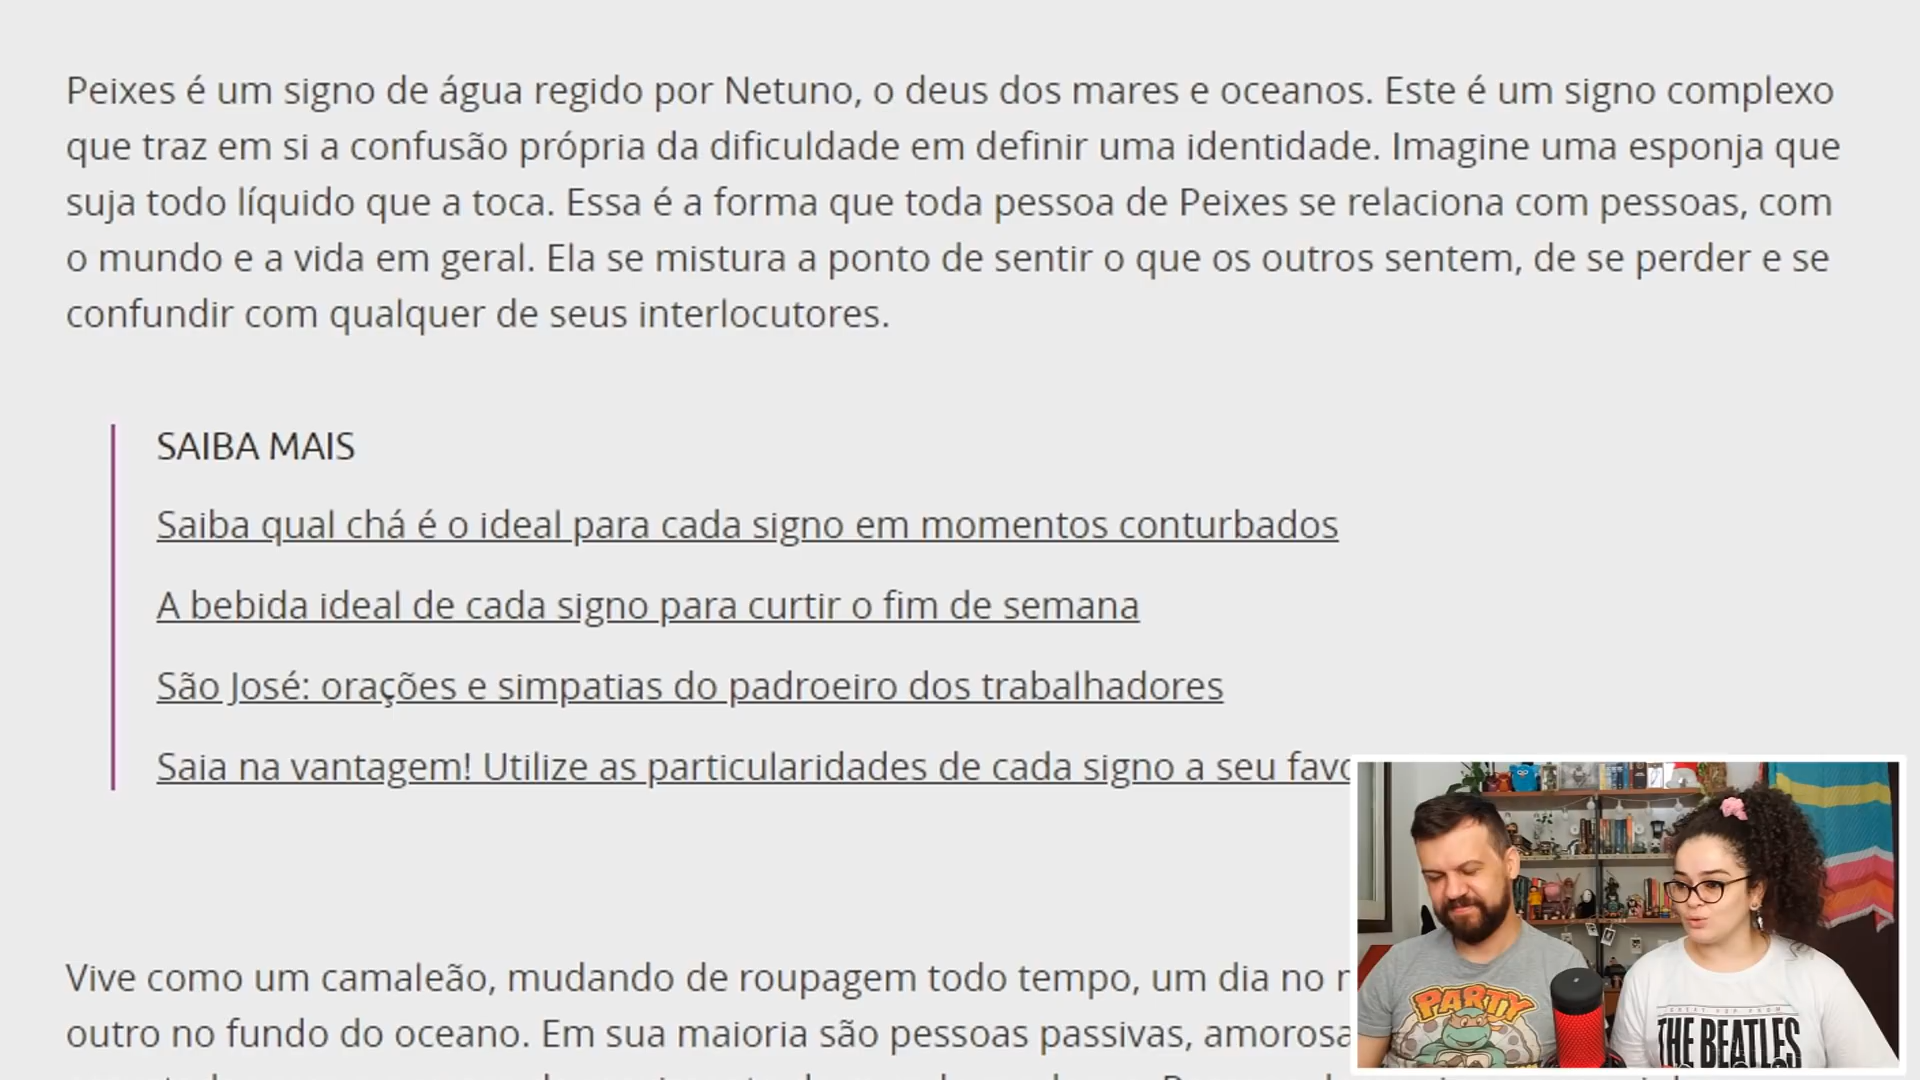 Peixes é um signo de água regido por Netuno, o deus dos mares e oceanos. Este é um signo complexo
que traz em si a confusão própria da dificuldade em definir uma identidade. Imagine uma esponja que
suja todo líquido que a toca. Essa é a forma que toda pessoa de Peixes se relaciona com pessoas, com
o mundo e a vida em geral. Ela se mistura a ponto de sentir o que os outros sentem, de se perder e se
confundir com qualquer de seus interlocutores.
SAIBA MAIS
Saiba qual chá é o ideal para cada signo em momentos conturbados
A bebida ideal de cada signo para curtir o fim de semana
São José: orações e simpatias do padroeiro dos trabalhadores
Saia na vantagem! Utilize as particularidades de cada signo a seu
Vive como um camaleão, mudando de roupagem todo tempo, um dia no
outro no fundo do oceano. Em sua maioria são pessoas passivas,
PARTY
THE BEATLES